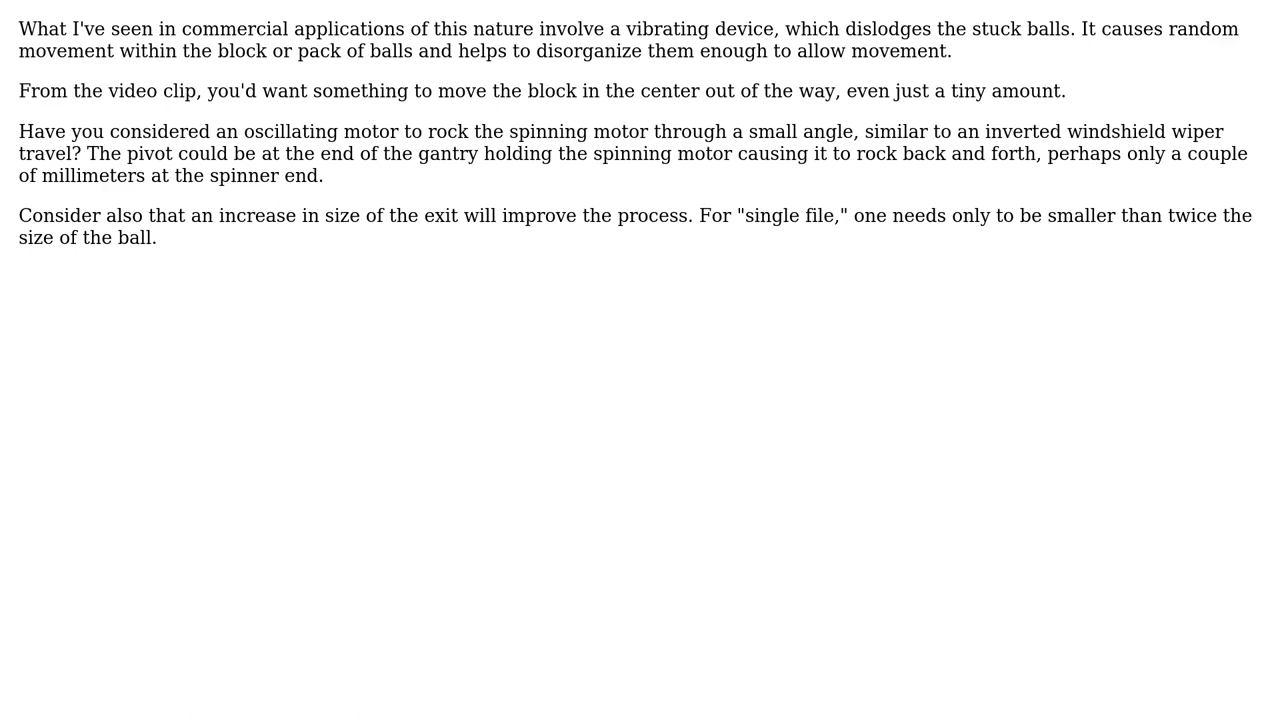 What I've seen in commercial applications of this nature involve a vibrating device, which dislodges the stuck balls. It causes random
movement within the block or pack of balls and helps to disorganize them enough to allow movement.
From the video clip, you'd want something to move the block in the center out of the way, even just a tiny amount.
Have you considered an oscillating motor to rock the spinning motor through a small angle, similar to an inverted windshield wiper
travel? The pivot could be at the end of the gantry holding the spinning motor causing it to rock back and forth, perhaps only a couple
of millimeters at the spinner end.
Consider also that an increase in size of the exit will improve the process. For "single file," one needs only to be smaller than twice the
size of the ball.